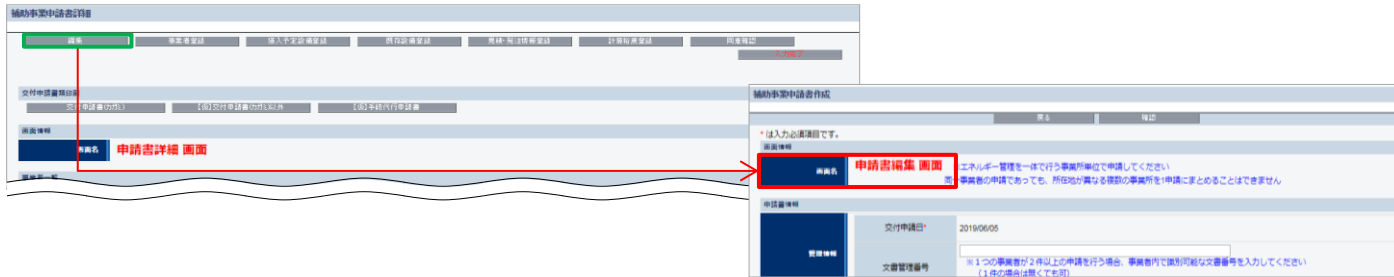 補助事業申請書詳細
編集 事業者登録 導入予定設備登録 既存設備登録 見積・発注情報登録 計算結果登録 同意確認
入力完了
交付申請書類印刷
交付申請書(カガミ) 【仮】交付申請書(カガミ)以外 【仮】手続代行申請書
画面情報
画面名 申請書詳細 画面
補助事業申請書作成
戻る 確認
* は入力必須項目です。
画面情報
画面名 申請書編集 画面 エネルギー管理を一体で行う事業所単位で申請してください
同一事業者の申請であっても、所在地が異なる複数の事業所を1申請にまとめることはできません
申請書情報
管理情報
交付申請日* 2019/06/05
文書管理番号
※1つの事業者が2件以上の申請を行う場合、事業者内で識別可能な文書番号を入力してください
(1件の場合は無くても可)